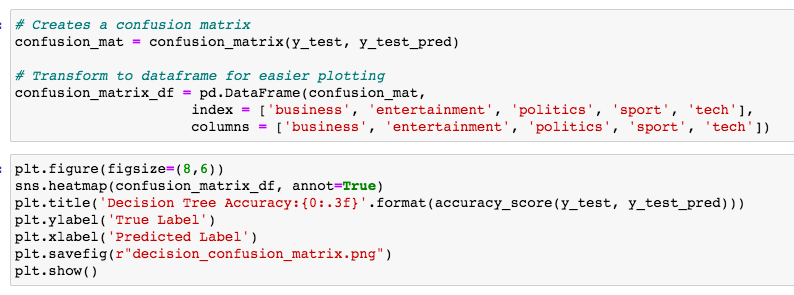 # Creates a confusion matrix
confusion_mat = confusion_matrix(y_test, y_test_pred)
# Transform to dataframe for easier plotting
confusion_matrix_df = pd.DataFrame(confusion_mat,
index = ['business', 'entertainment', 'politics', 'sport', 'tech'],
columns = ['business', 'entertainment', 'politics', 'sport', 'tech'])
plt.figure(figsize=(8,6))
sns.heatmap(confusion_matrix_df, annot=True)
plt.title('Decision Tree Accuracy:{0:.3f}'.format(accuracy_score(y_test, y_test_pred)))
plt.ylabel('True Label')
plt.xlabel('Predicted Label')
plt.savefig(r"decision_confusion_matrix.png")
plt.show()